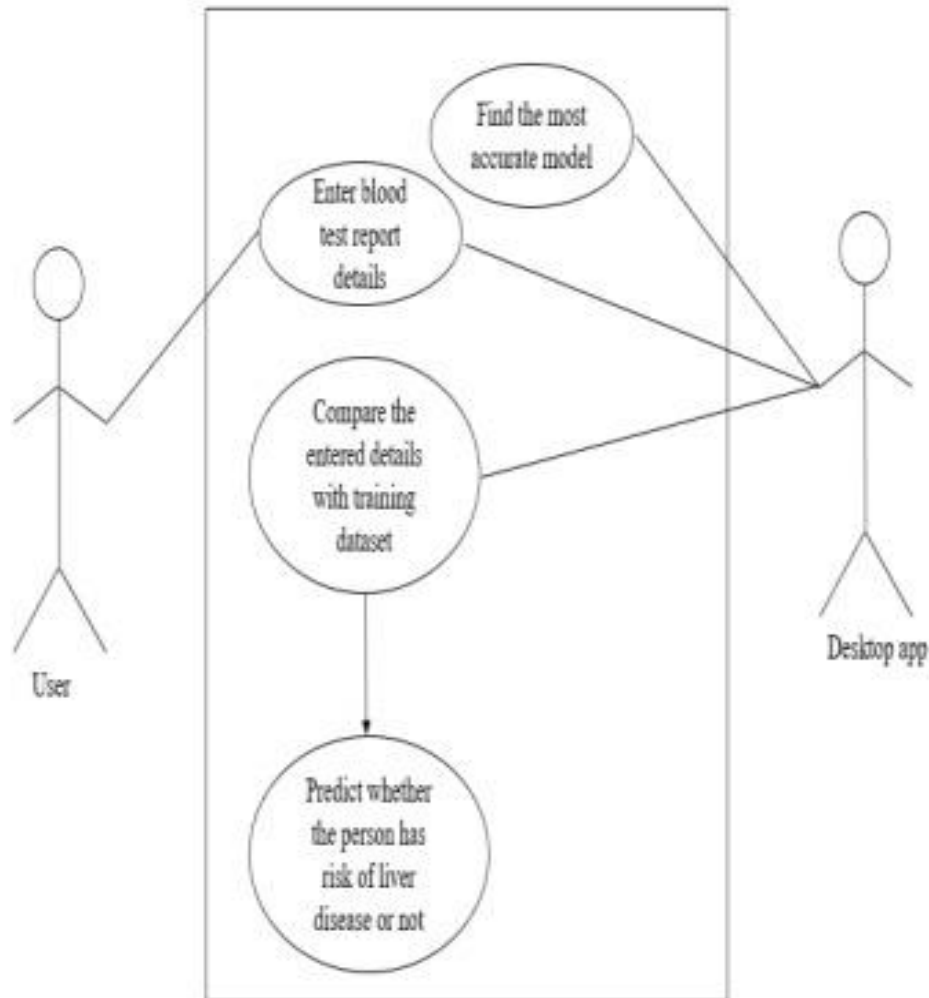 Find the most
accurate model
Enter blood
test report
details
Compare the
entered details
with training
dataset
User
Desktop app
Predict whether
the person has
risk of liver
disease or not